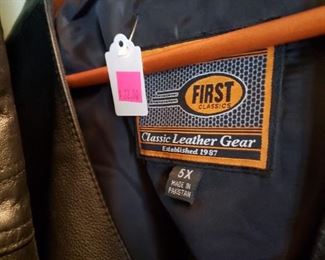 FIRST
CLASSICS
Classic Leather Gear
Established 1987
5X
MADE IN
PAKISTAN